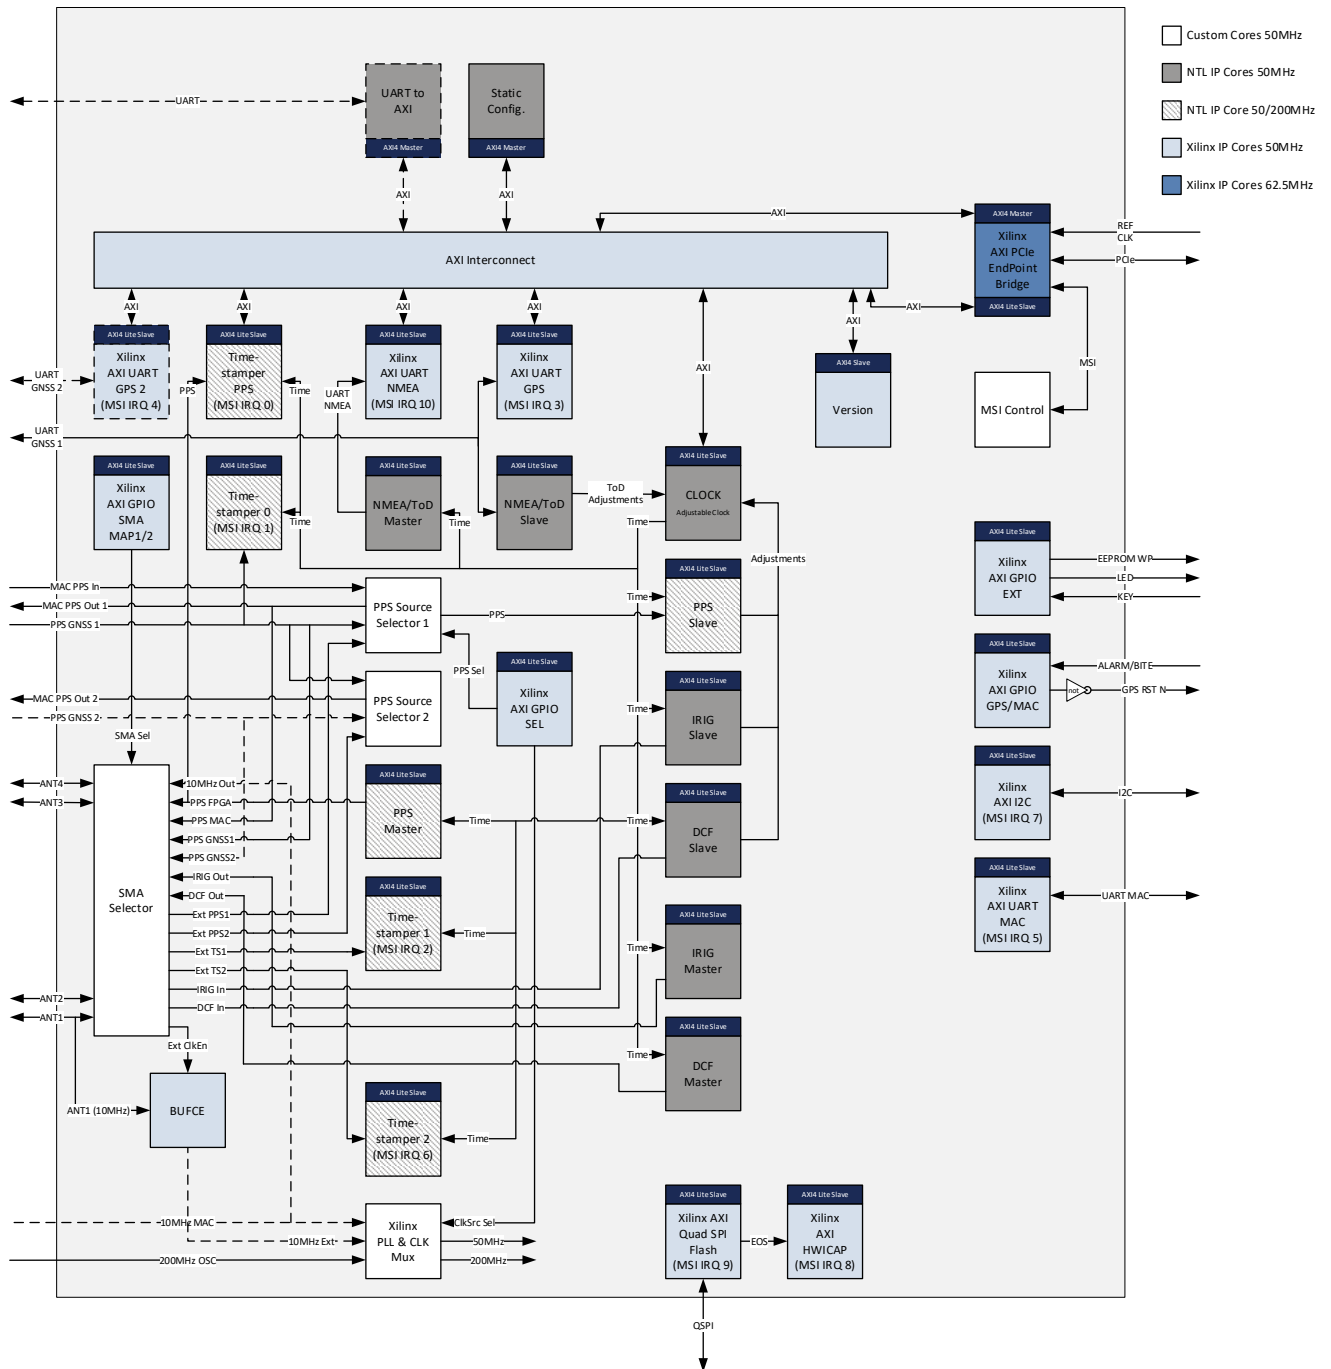 Custom Cores 50MHz
NTL IP Cores 50MHz
NTL IP Core 50/200MHz
Xilinx IP Cores 50MHz
Xilinx IP Cores 62.5MHz
UART
UART to
AXI
AXI4 Master
Static
Config.
AXI4 Master
AXI
AXI
AXI
AXI Interconnect
AXI4 Master
Xilinx
AXI PCIe
EndPoint
Bridge
AXI4 Lite Slave
REF
CLK
PCIe
AXI
AXI
AXI
AXI
AXI
AXI
AXI
MSI
UART
GNSS 2
AXI4 Lite Slave
Xilinx
AXI UART
GPS 2
(MSI IRQ 4)
PPS
AXI4 Lite Slave
Time-
stamper
PPS
(MSI IRQ 0)
Time
UART
NMEA
AXI4 Lite Slave
Xilinx
AXI UART
NMEA
(MSI IRQ 10)
AXI4 Lite Slave
Xilinx
AXI UART
GPS
(MSI IRQ 3)
AXI4 Slave
Version
MSI Control
UART
GNSS 1
AXI4 Lite Slave
Xilinx
AXI GPIO
SMA
MAP1/2
AXI4 Lite Slave
Time-
stamper 0
(MSI IRQ 1)
Time
AXI4 Lite Slave
NMEA/ToD
Master
Time
AXI4 Lite Slave
NMEA/ToD
Slave
ToD
Adjustments
AXI4 Lite Slave
CLOCK
Adjustable Clock
Time
Adjustments
AXI4 Lite Slave
Xilinx
AXI GPIO
EXT
EEPROM WP
LED
KEY
MAC PPS In
MAC PPS Out 1
PPS GNSS 1
PPS Source
Selector 1
PPS
Time
AXI4 Lite Slave
PPS
Slave
PPS Sel
AXI4 Lite Slave
Xilinx
AXI GPIO
SEL
AXI4 Lite Slave
Xilinx
AXI GPIO
GPS/MAC
ALARM/BITE
not
GPS RST N
MAC PPS Out 2
PPS GNSS 2
PPS Source
Selector 2
Time
AXI4 Lite Slave
IRIG
Slave
SMA Sel
ANT4
ANT3
ANT2
ANT1
SMA
Selector
10MHz Out
PPS FPGA
PPS MAC
PPS GNSS1
PPS GNSS2
IRIG Out
DCF Out
Ext PPS1
Ext PPS2
Ext TS1
Ext TS2
IRIG In
DCF In
AXI4 Lite Slave
PPS
Master
Time
Time
AXI4 Lite Slave
DCF
Slave
AXI4 Lite Slave
Xilinx
AXI I2C
(MSI IRQ 7)
I2C
AXI4 Lite Slave
Xilinx
AXI UART
MAC
(MSI IRQ 5)
UART MAC
AXI4 Lite Slave
Time-
stamper 1
(MSI IRQ 2)
Time
Time
AXI4 Lite Slave
IRIG
Master
Ext ClkEn
ANT1 (10MHz)
BUFCE
Time
AXI4 Lite Slave
DCF
Master
AXI4 Lite Slave
Time-
stamper 2
(MSI IRQ 6)
Time
10MHz MAC
10MHz Ext
200MHz OSC
Xilinx
PLL & CLK
Mux
ClkSrc Sel
50MHz
200MHz
AXI4 Lite Slave
Xilinx AXI
Quad SPI
Flash
(MSI IRQ 9)
EOS
AXI4 Lite Slave
Xilinx
AXI
HWICAP
(MSI IRQ 8)
QSPI